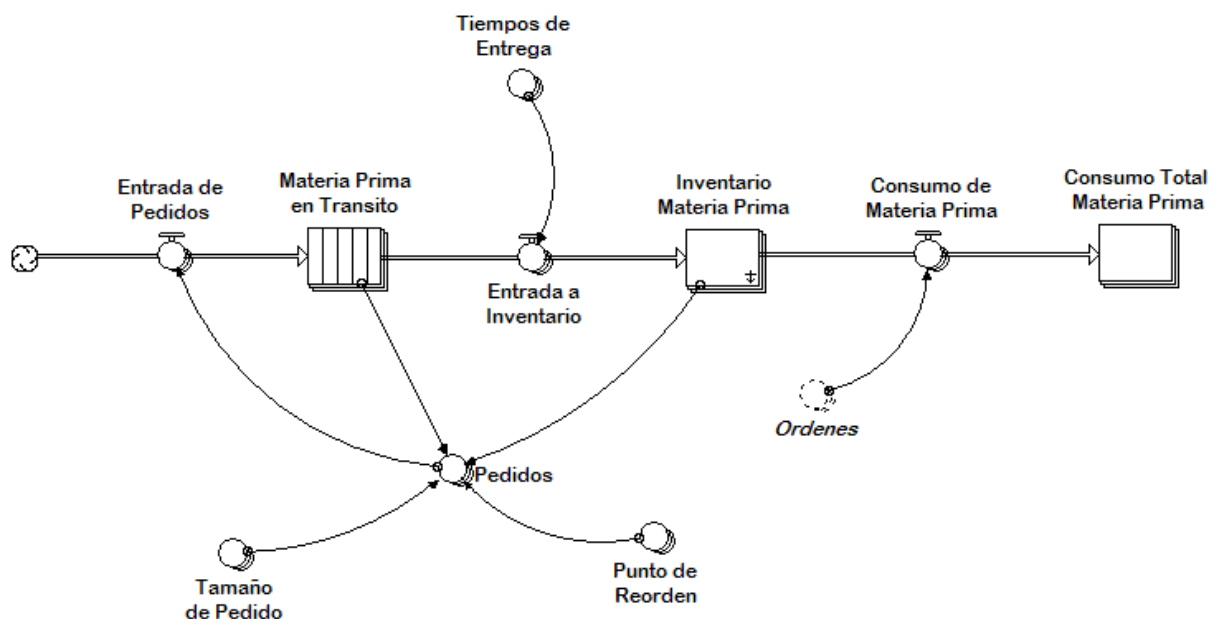 Tiempos de
Entrega
Entrada de
Pedidos
Materia Prima
en Transito
Inventario
Materia Prima
Consumo de
Materia Prima
Consumo Total
Materia Prima
Entrada a
Inventario
Ordenes
Pedidos
Tamaño
de Pedido
Punto de
Reorden